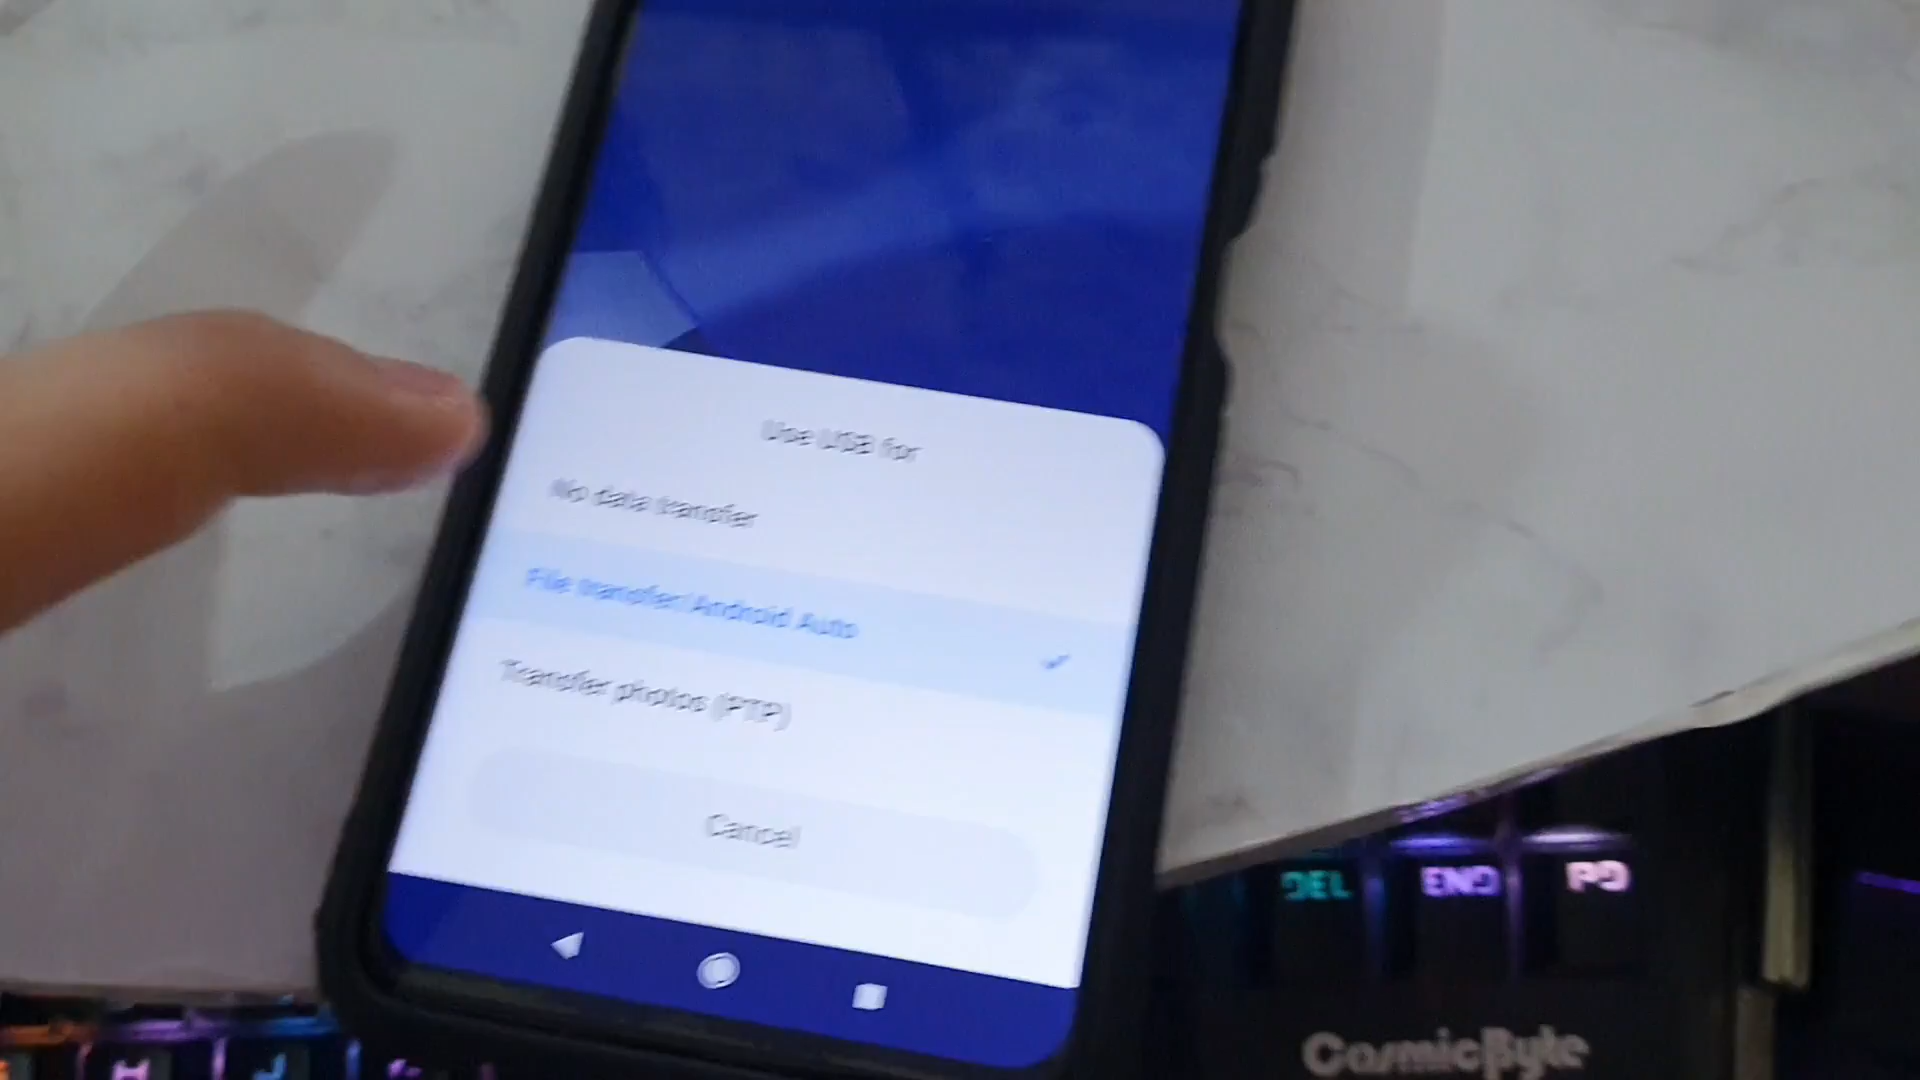 Use USB for
No data transfer
File transfer/Android Auto
Transfer photos (PTP)
Cancel
DEL
END
PD
CosmicByte
H
J